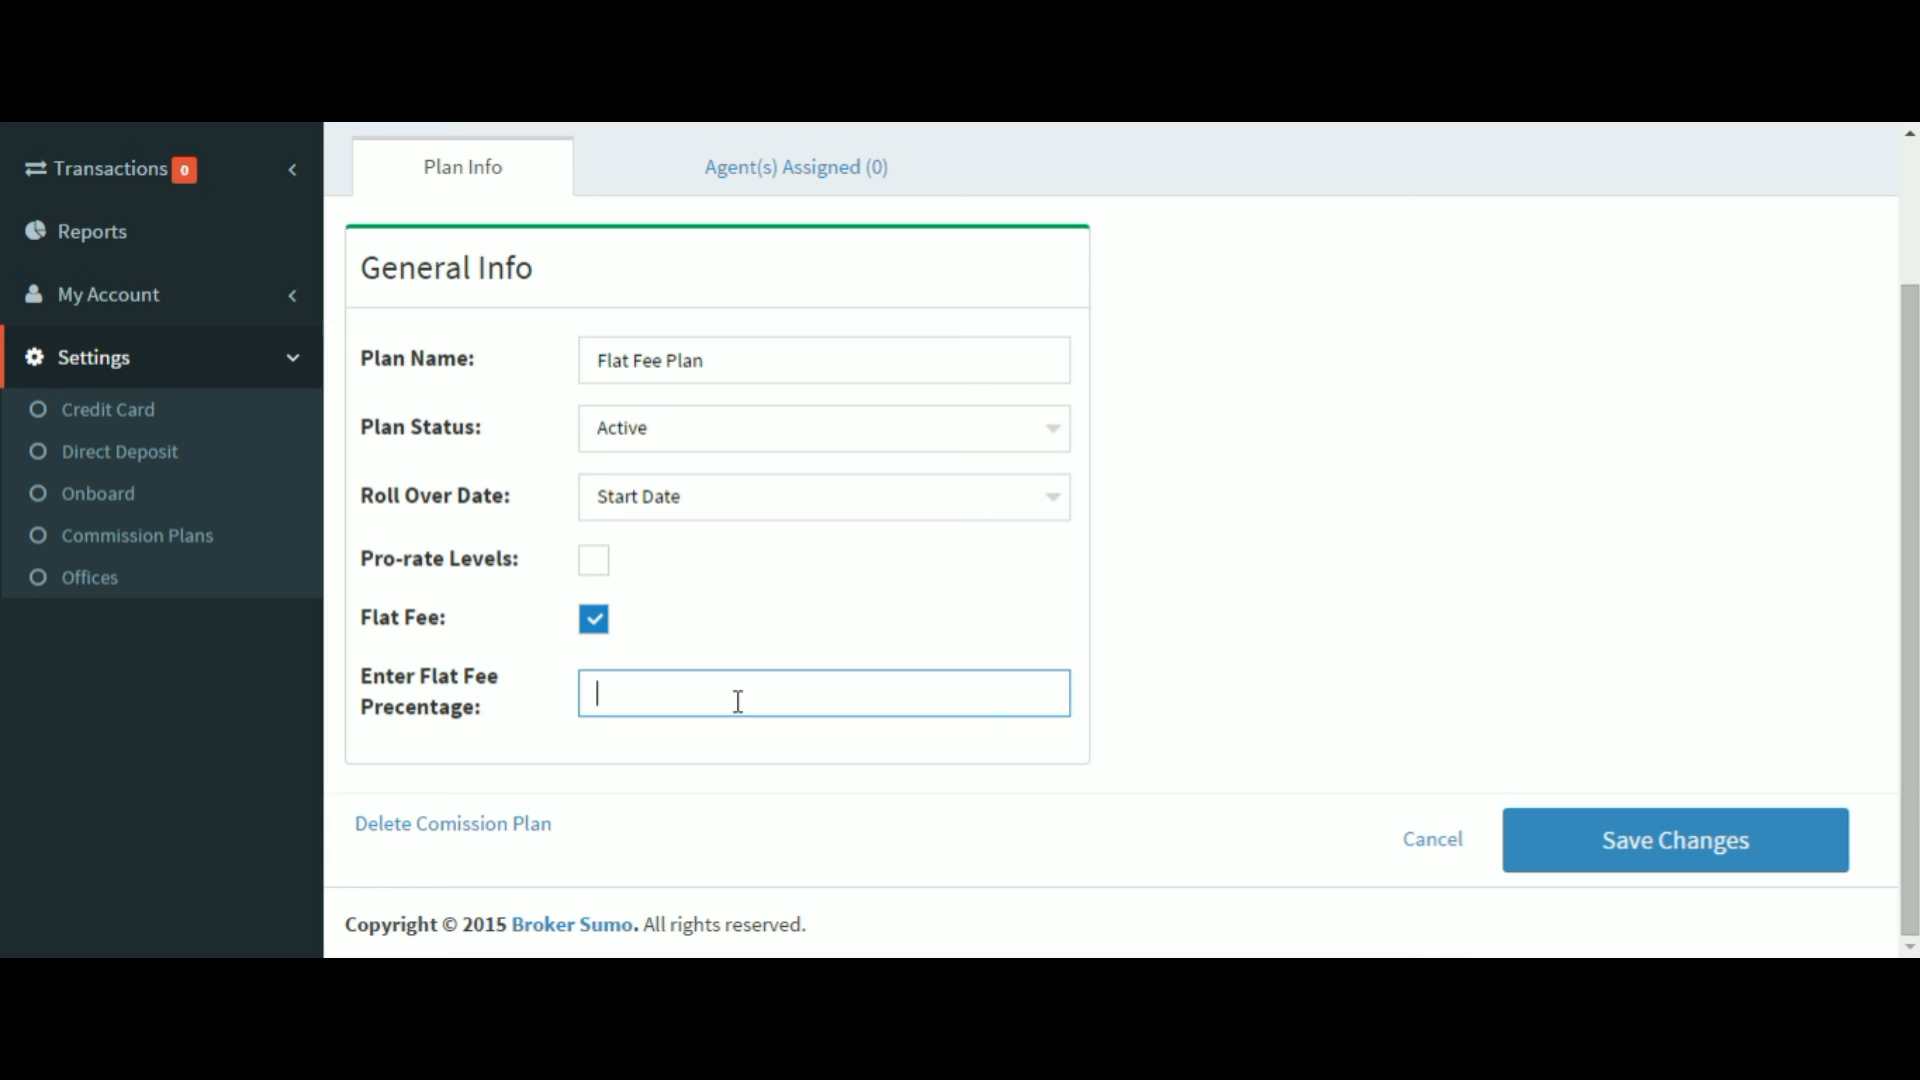 Transactions 0
Reports
My Account
Settings
Credit Card
Direct Deposit
Onboard
Commission Plans
Offices
Plan Info
Agent(s) Assigned (0)
General Info
Plan Name: Flat Fee Plan
Plan Status: Active
Roll Over Date: Start Date
Pro-rate Levels:
Flat Fee:
Enter Flat Fee
Precentage:
Delete Comission Plan
Cancel
Save Changes
Copyright © 2015 Broker Sumo. All rights reserved.